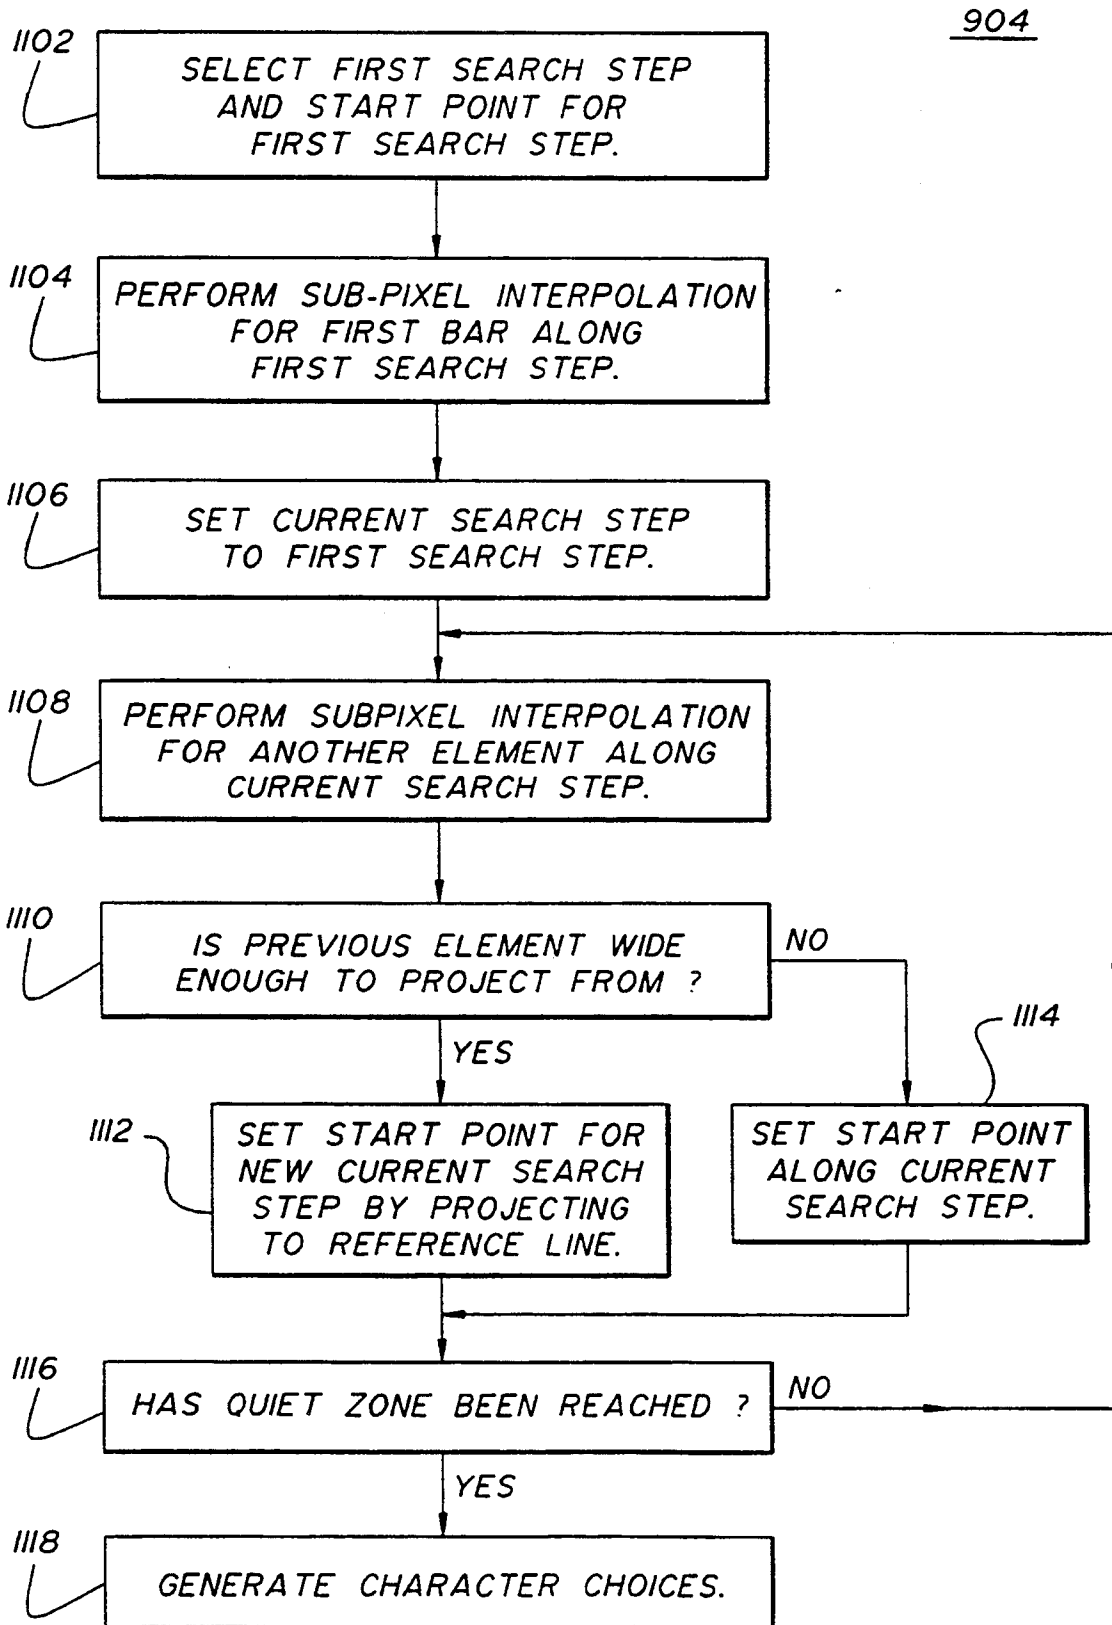 904
1102
SELECT FIRST SEARCH STEP
AND START POINT FOR
FIRST SEARCH STEP.
1104
PERFORM SUB-PIXEL INTERPOLATION
FOR FIRST BAR ALONG
FIRST SEARCH STEP.
1106
SET CURRENT SEARCH STEP
TO FIRST SEARCH STEP.
1108
PERFORM SUBPIXEL INTERPOLATION
FOR ANOTHER ELEMENT ALONG
CURRENT SEARCH STEP.
1110
IS PREVIOUS ELEMENT WIDE
ENOUGH TO PROJECT FROM ?
NO
YES
1114
1112
SET START POINT FOR
NEW CURRENT SEARCH
STEP BY PROJECTING
TO REFERENCE LINE.
SET START POINT
ALONG CURRENT
SEARCH STEP.
1116
HAS QUIET ZONE BEEN REACHED ?
NO
YES
1118
GENERATE CHARACTER CHOICES.